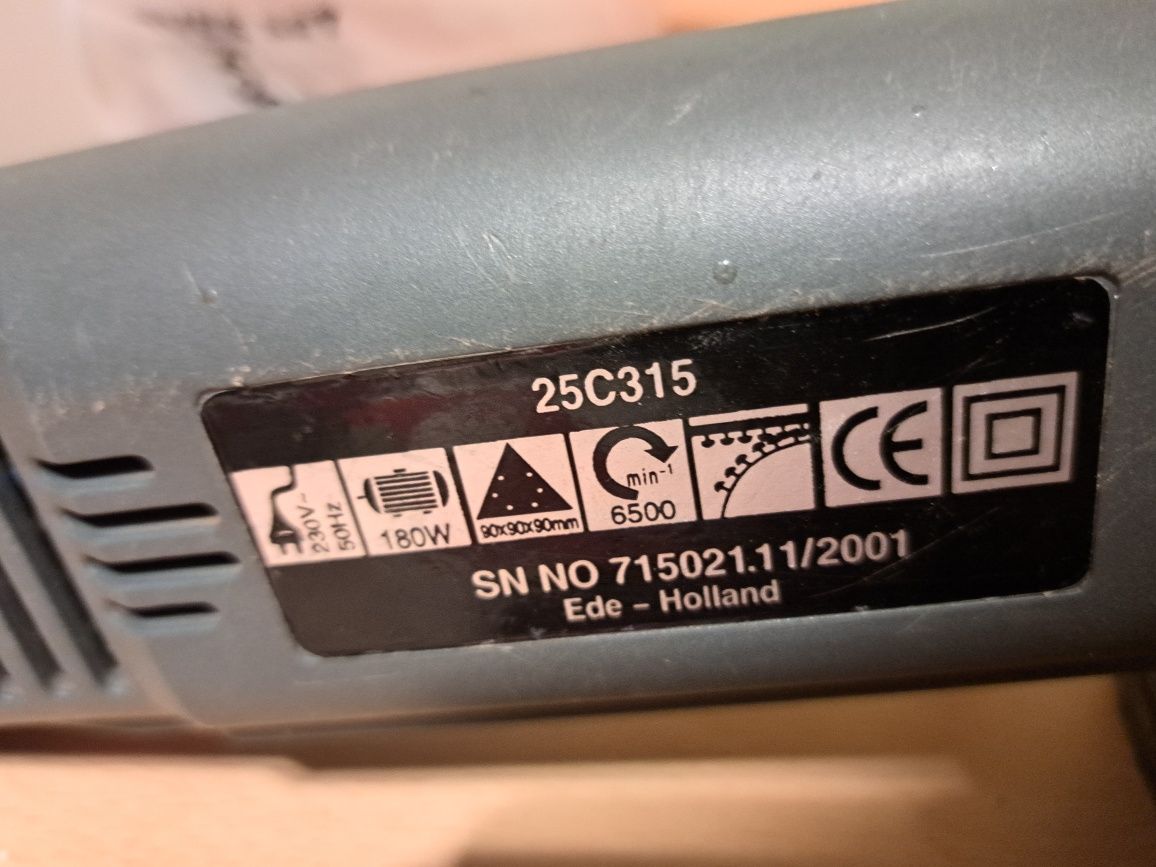 25C315
230V~
50Hz
180W
90x90x90mm
min⁻¹
6500
CE
SN NO 715021.11/2001
Ede – Holland